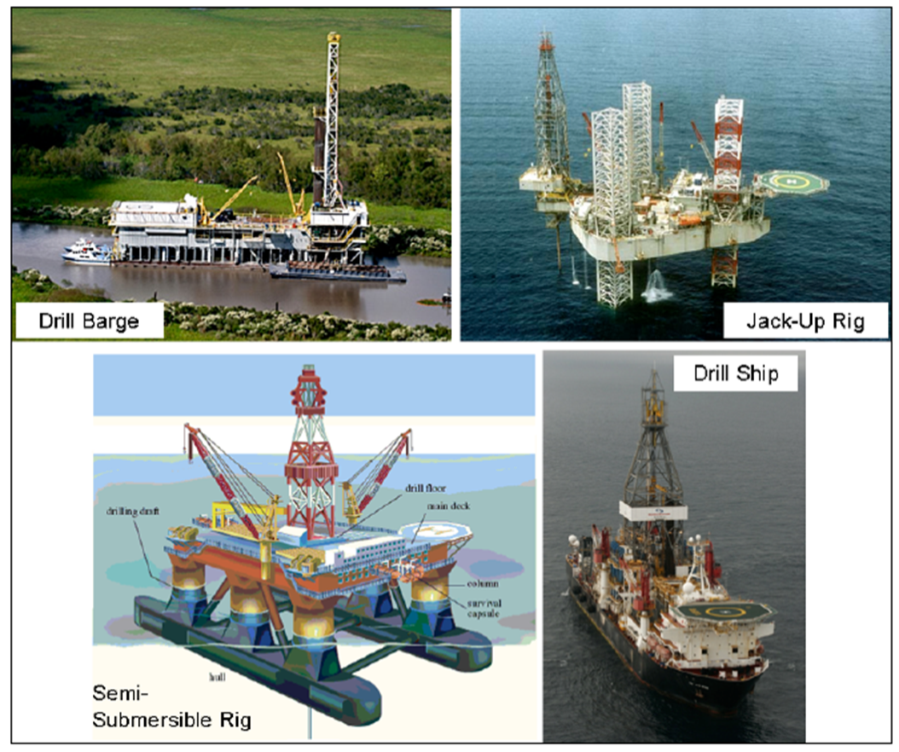 Drill Barge
Jack-Up Rig
Drill Ship
drill floor
main deck
drilling draft
column
survival
capsule
hull
Semi-
Submersible Rig